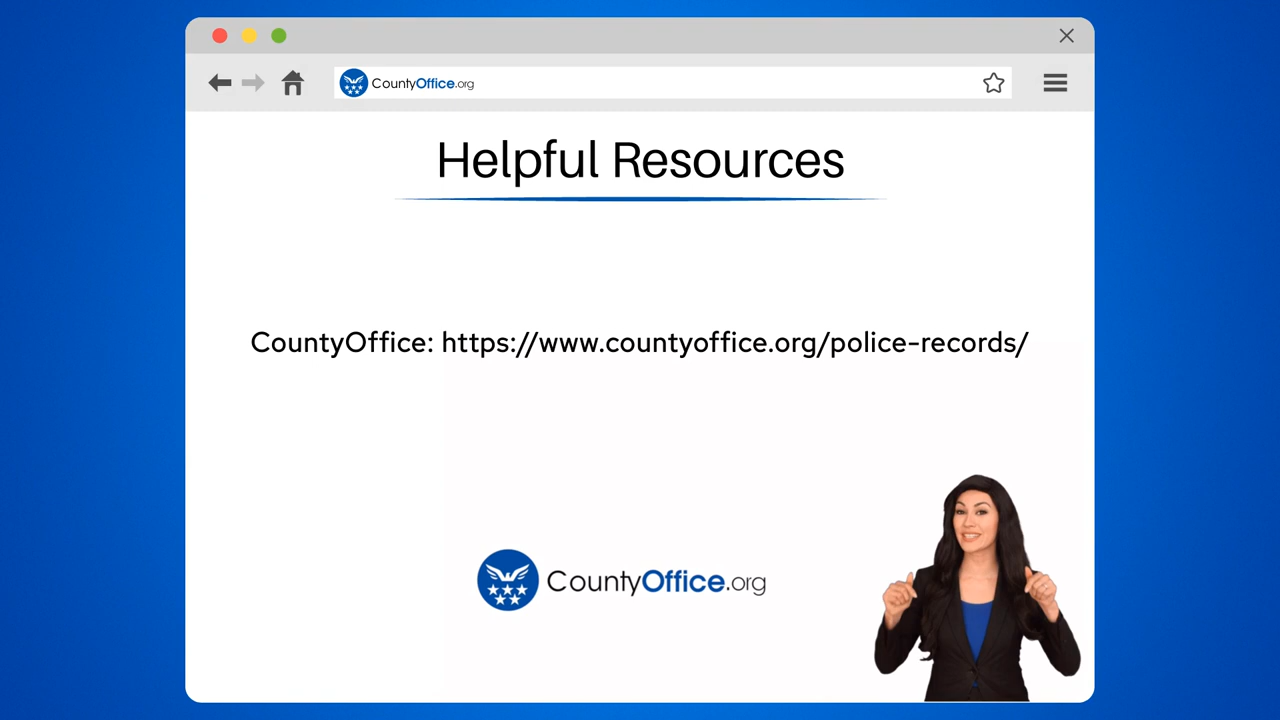 CountyOffice.org
Helpful Resources
CountyOffice: https://www.countyoffice.org/police-records/
CountyOffice.org